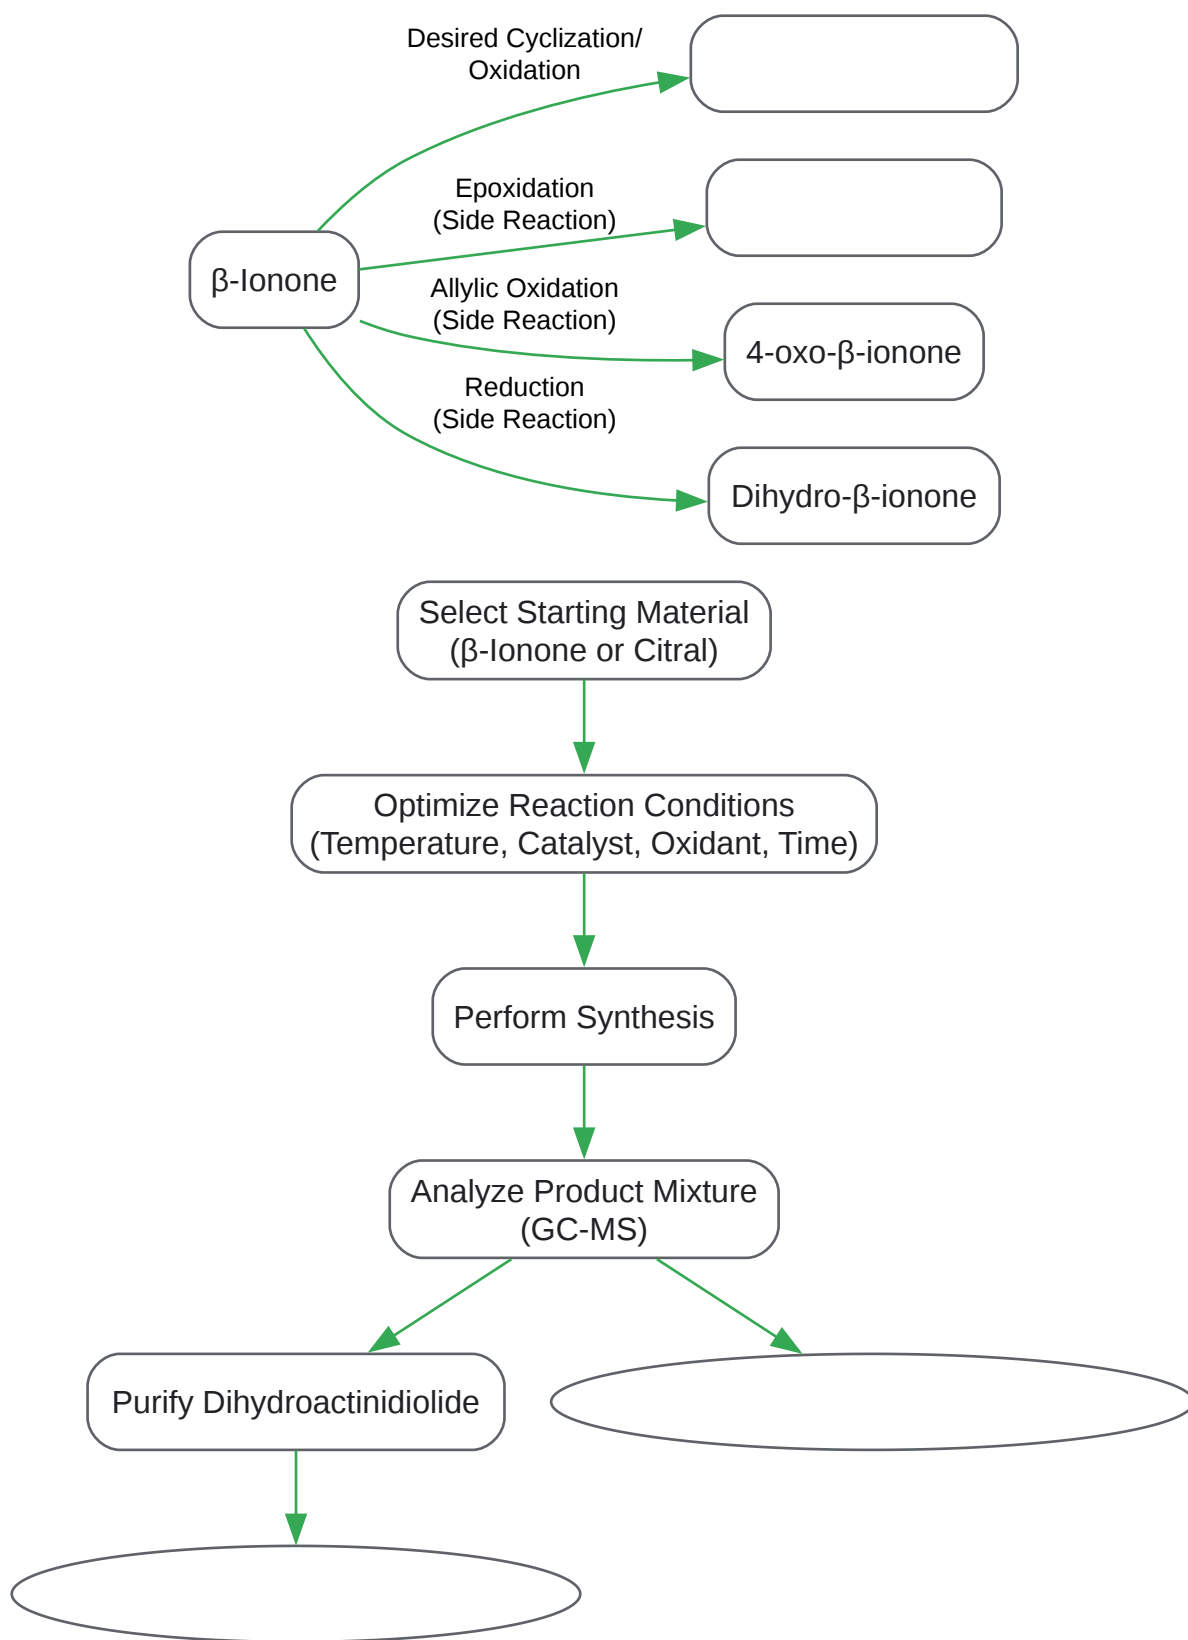 Desired Cyclization/
Oxidation
Epoxidation
(Side Reaction)
β-Ionone
Allylic Oxidation
(Side Reaction)
4-oxo-β-ionone
Reduction
(Side Reaction)
Dihydro-β-ionone
Select Starting Material
(β-Ionone or Citral)
Optimize Reaction Conditions
(Temperature, Catalyst, Oxidant, Time)
Perform Synthesis
Analyze Product Mixture
(GC-MS)
Purify Dihydroactinidiolide